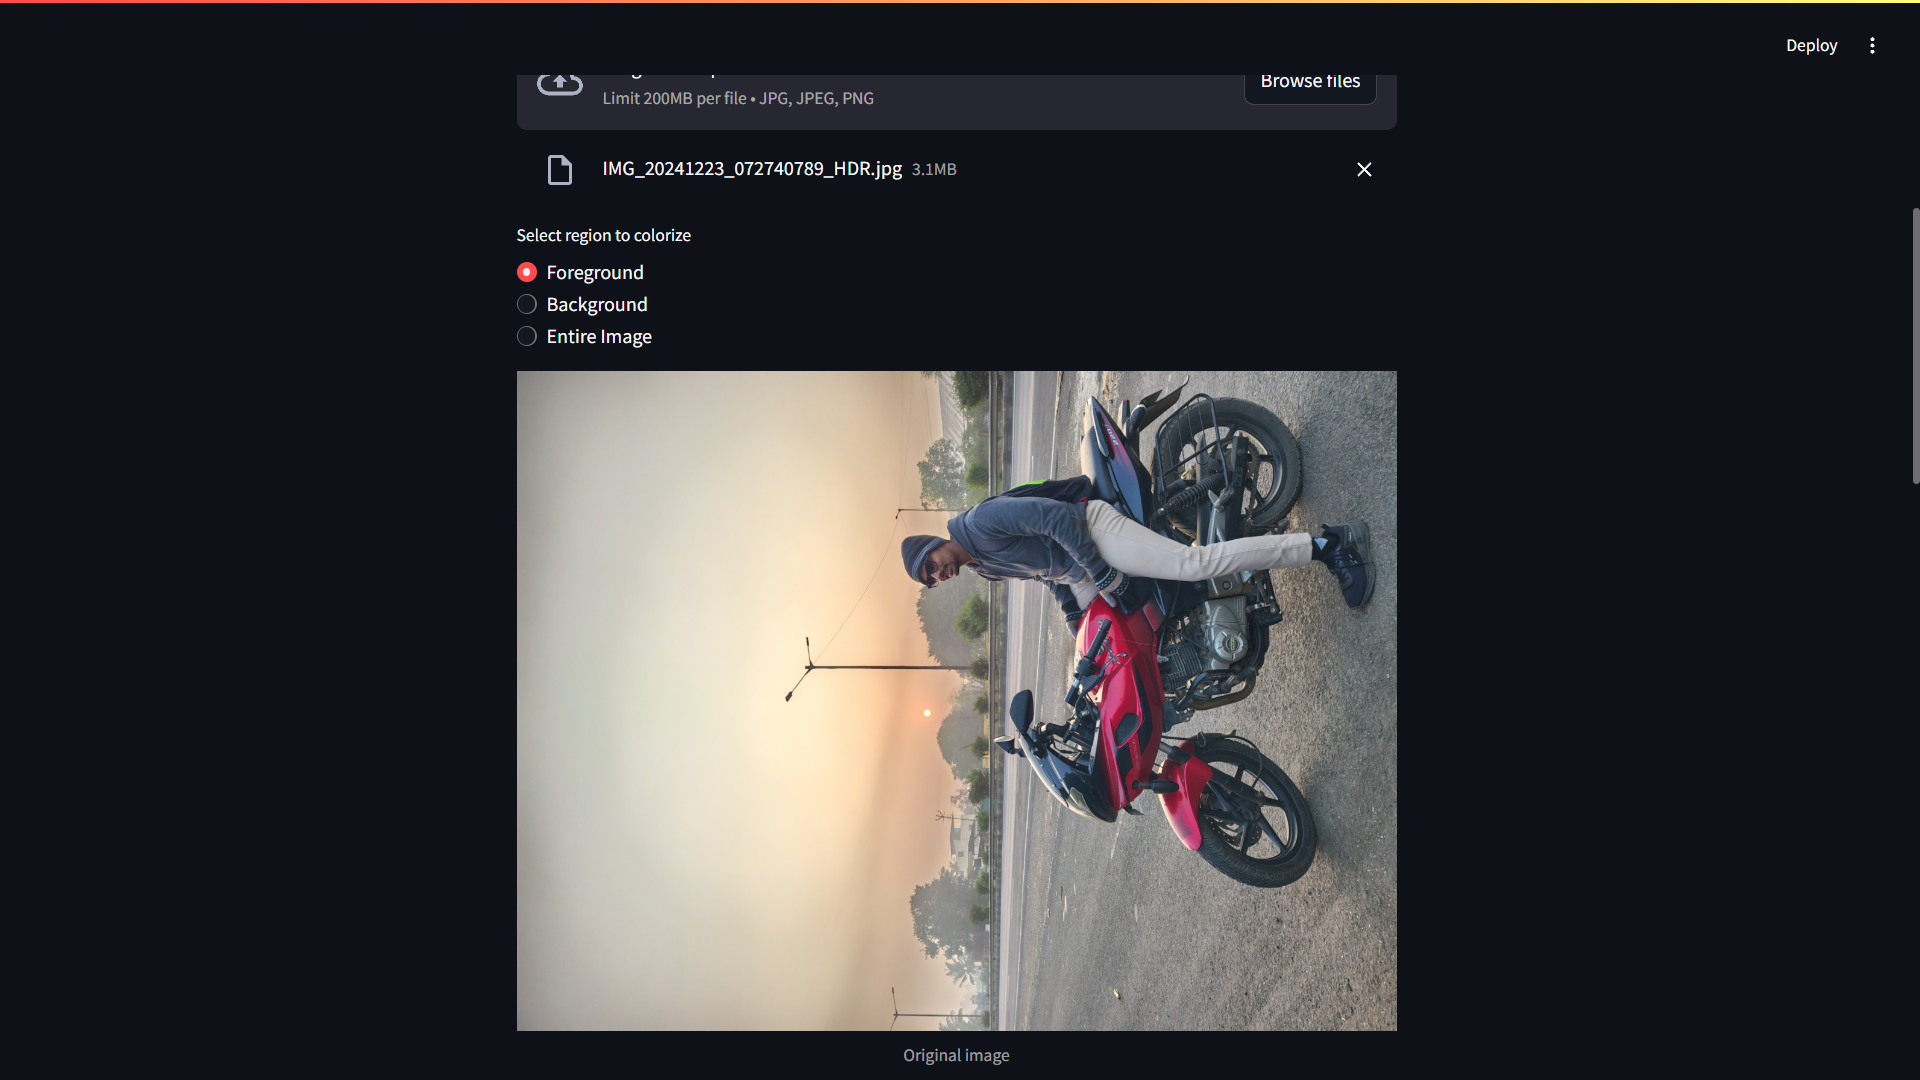 Deploy
Browse files
Limit 200MB per file • JPG, JPEG, PNG
IMG_20241223_072740789_HDR.jpg 3.1MB
Select region to colorize
Foreground
Background
Entire Image
Original image